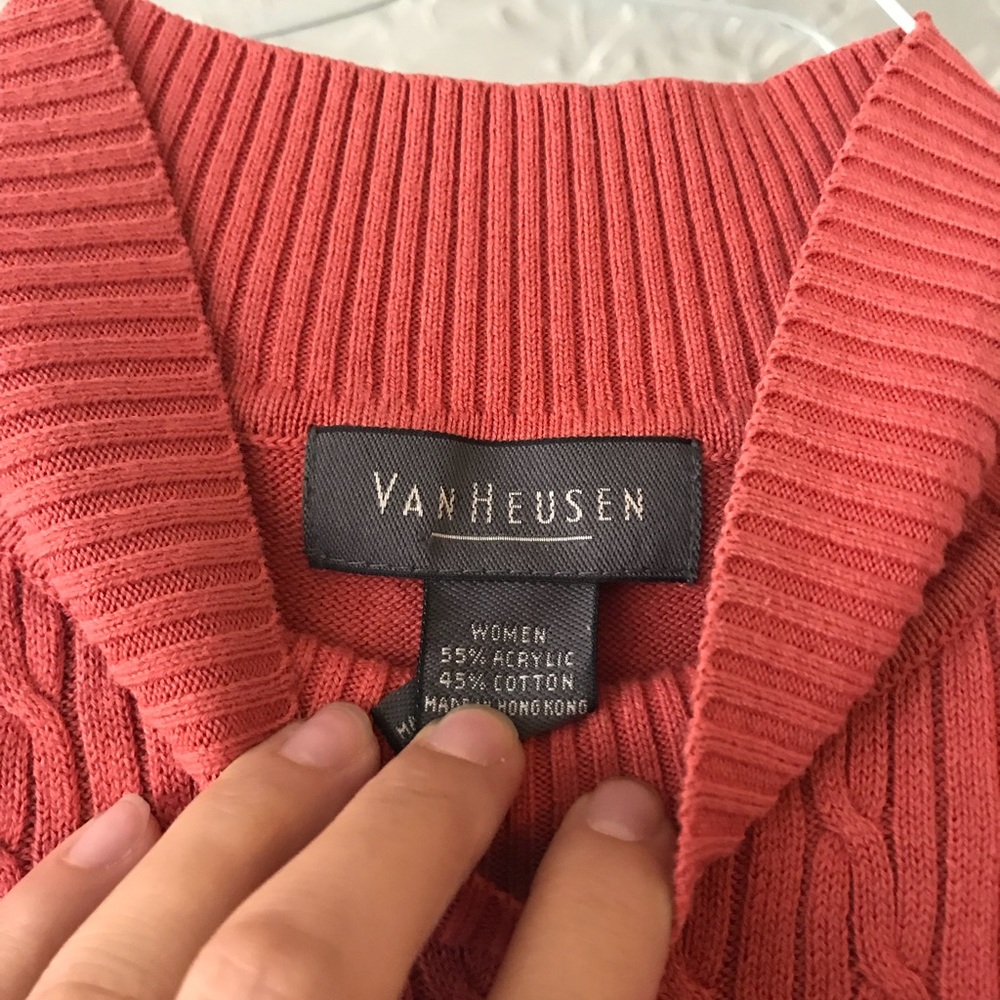 VAN HEUSEN
WOMEN
55% ACRYLIC
45% COTTON
MADE IN HONG KONG